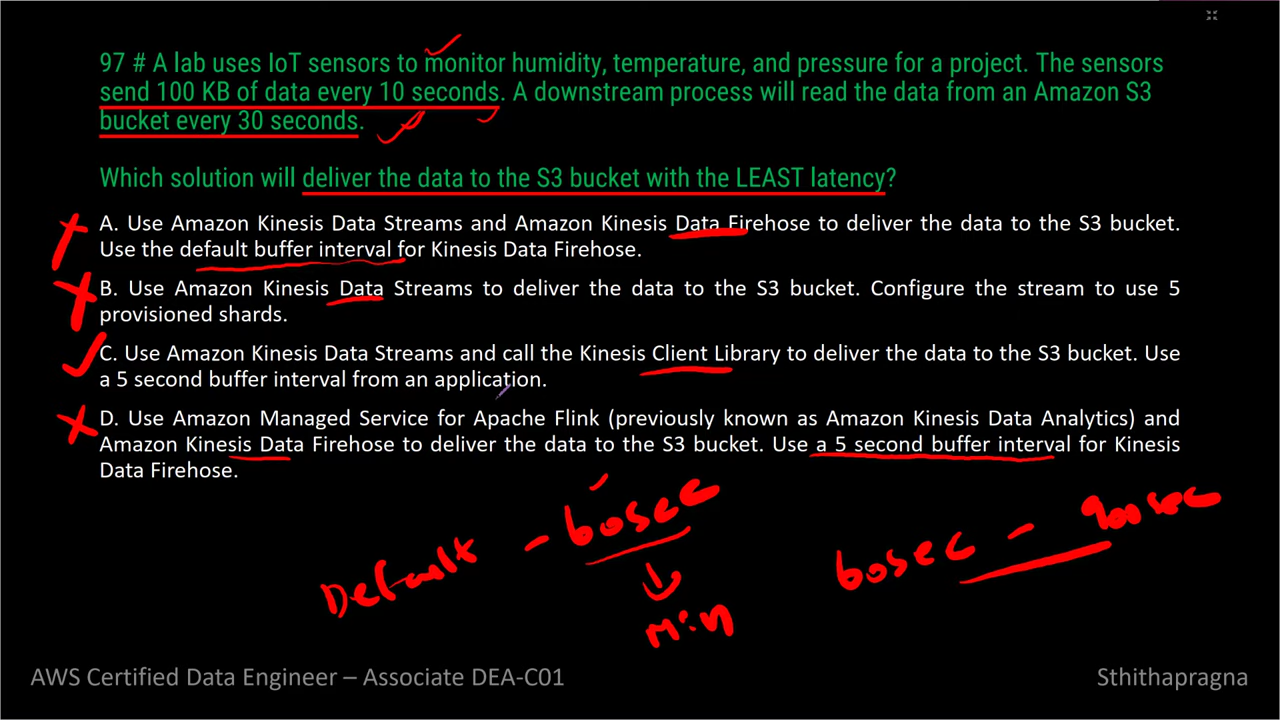 97 # A lab uses IoT sensors to monitor humidity, temperature, and pressure for a project. The sensors
send 100 KB of data every 10 seconds. A downstream process will read the data from an Amazon S3
bucket every 30 seconds.
Which solution will deliver the data to the S3 bucket with the LEAST latency?
A. Use Amazon Kinesis Data Streams and Amazon Kinesis Data Firehose to deliver the data to the S3 bucket.
Use the default buffer interval for Kinesis Data Firehose.
B. Use Amazon Kinesis Data Streams to deliver the data to the S3 bucket. Configure the stream to use 5
provisioned shards.
C. Use Amazon Kinesis Data Streams and call the Kinesis Client Library to deliver the data to the S3 bucket. Use
a 5 second buffer interval from an application.
D. Use Amazon Managed Service for Apache Flink (previously known as Amazon Kinesis Data Analytics) and
Amazon Kinesis Data Firehose to deliver the data to the S3 bucket. Use a 5 second buffer interval for Kinesis
Data Firehose.
Default - 60sec
Min
60sec - 900sec
AWS Certified Data Engineer – Associate DEA-C01
Sthithapragna